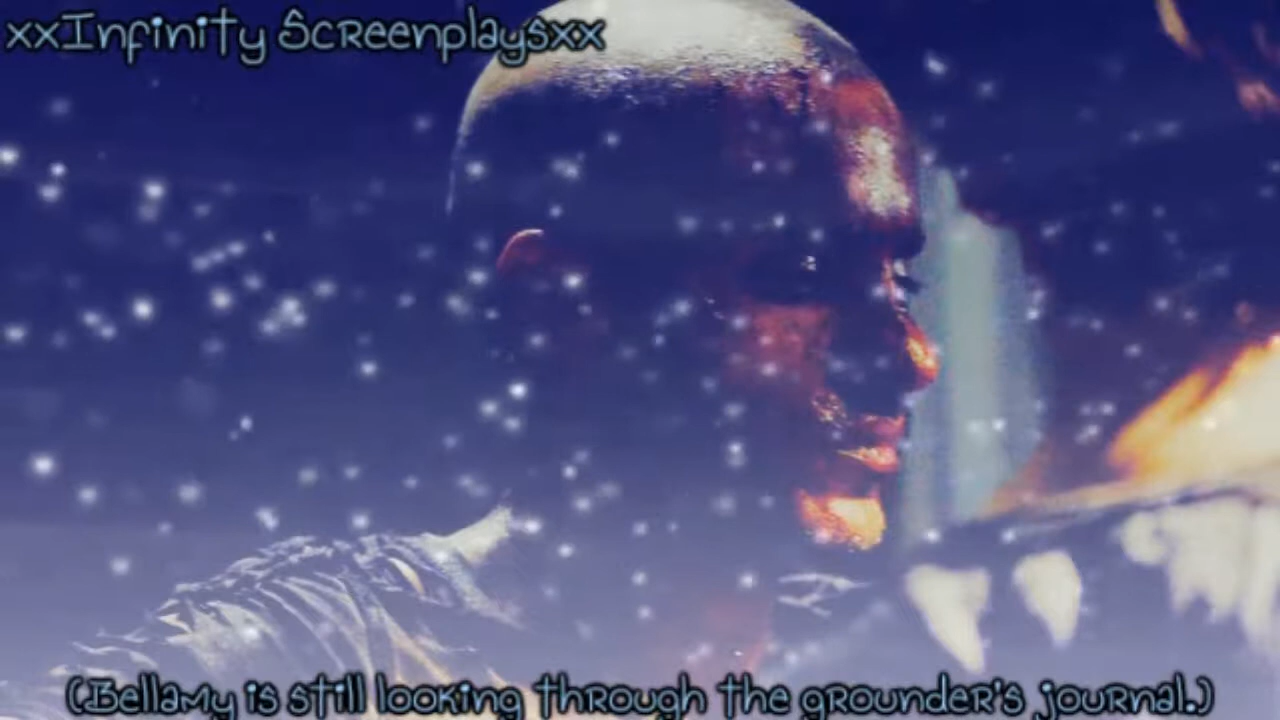 xxInfinity Screenplaysxx
(Bellamy is still looking through the grounder's journal.)